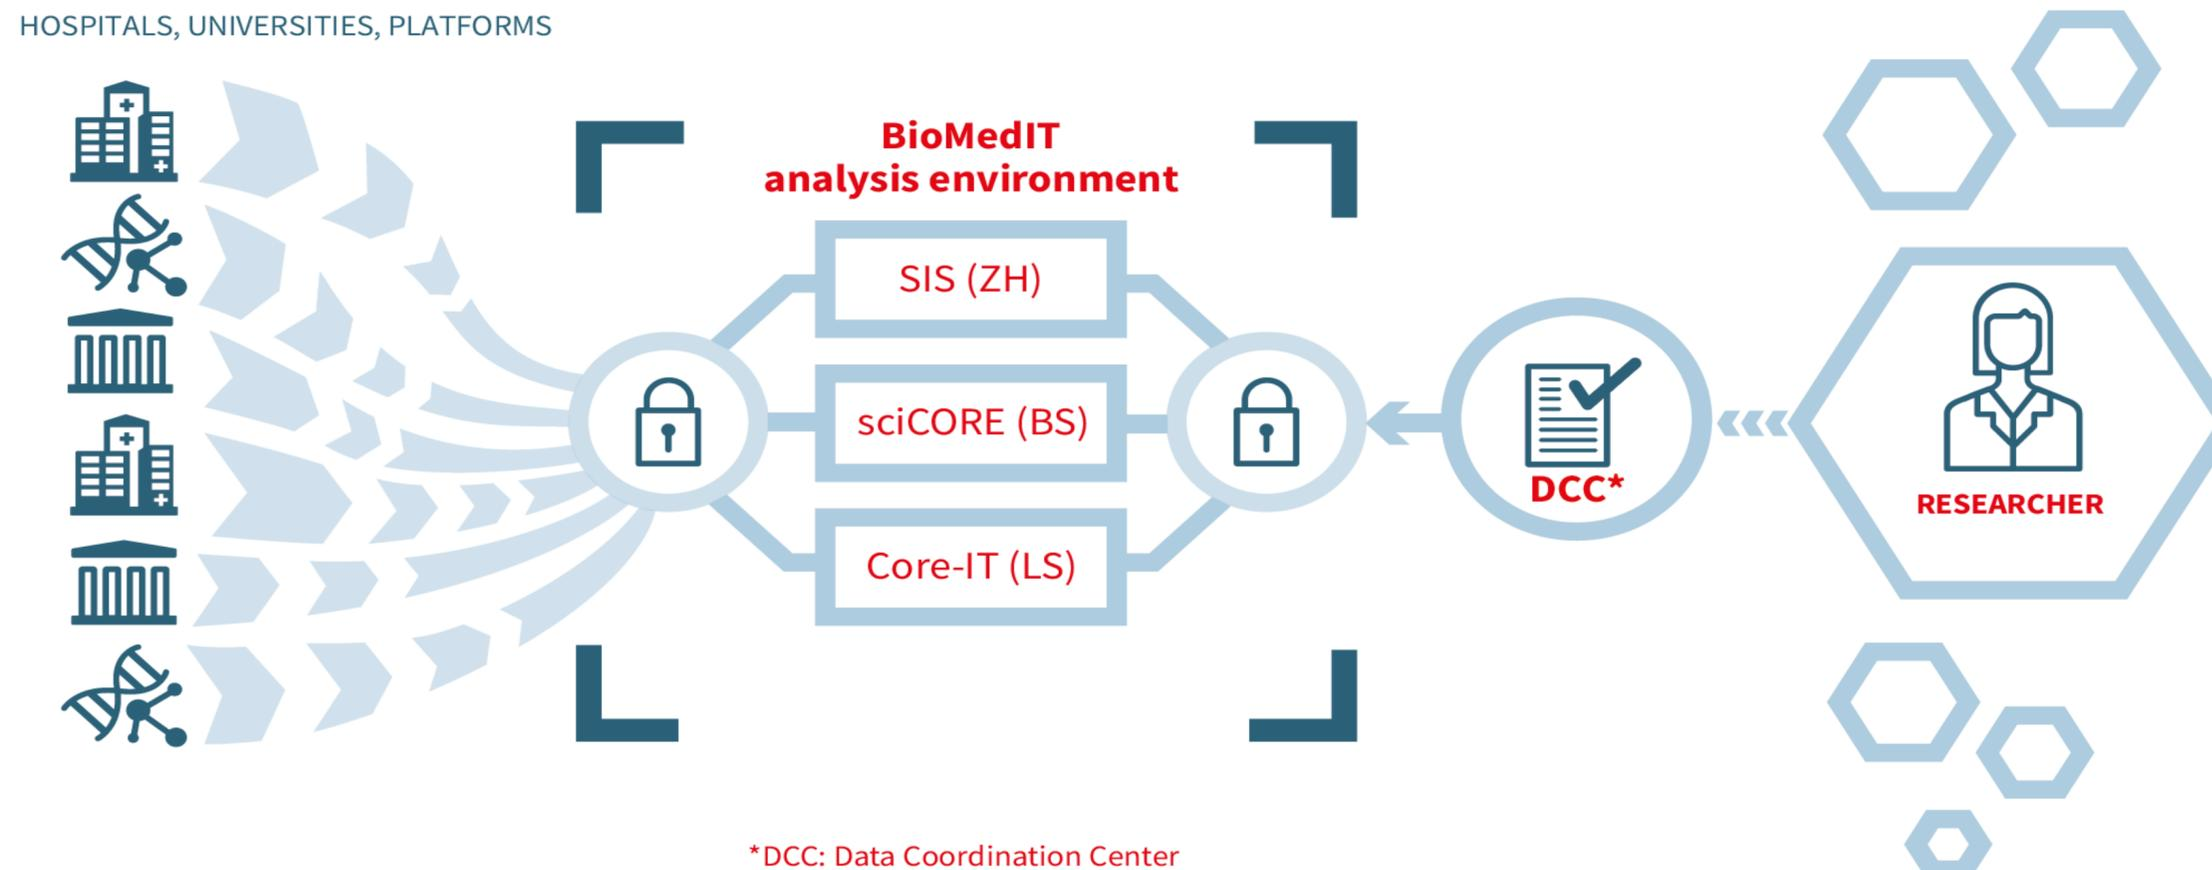 HOSPITALS, UNIVERSITIES, PLATFORMS
BioMedIT
analysis environment
SIS (ZH)
sciCORE (BS)
Core-IT (LS)
DCC*
RESEARCHER
*DCC: Data Coordination Center